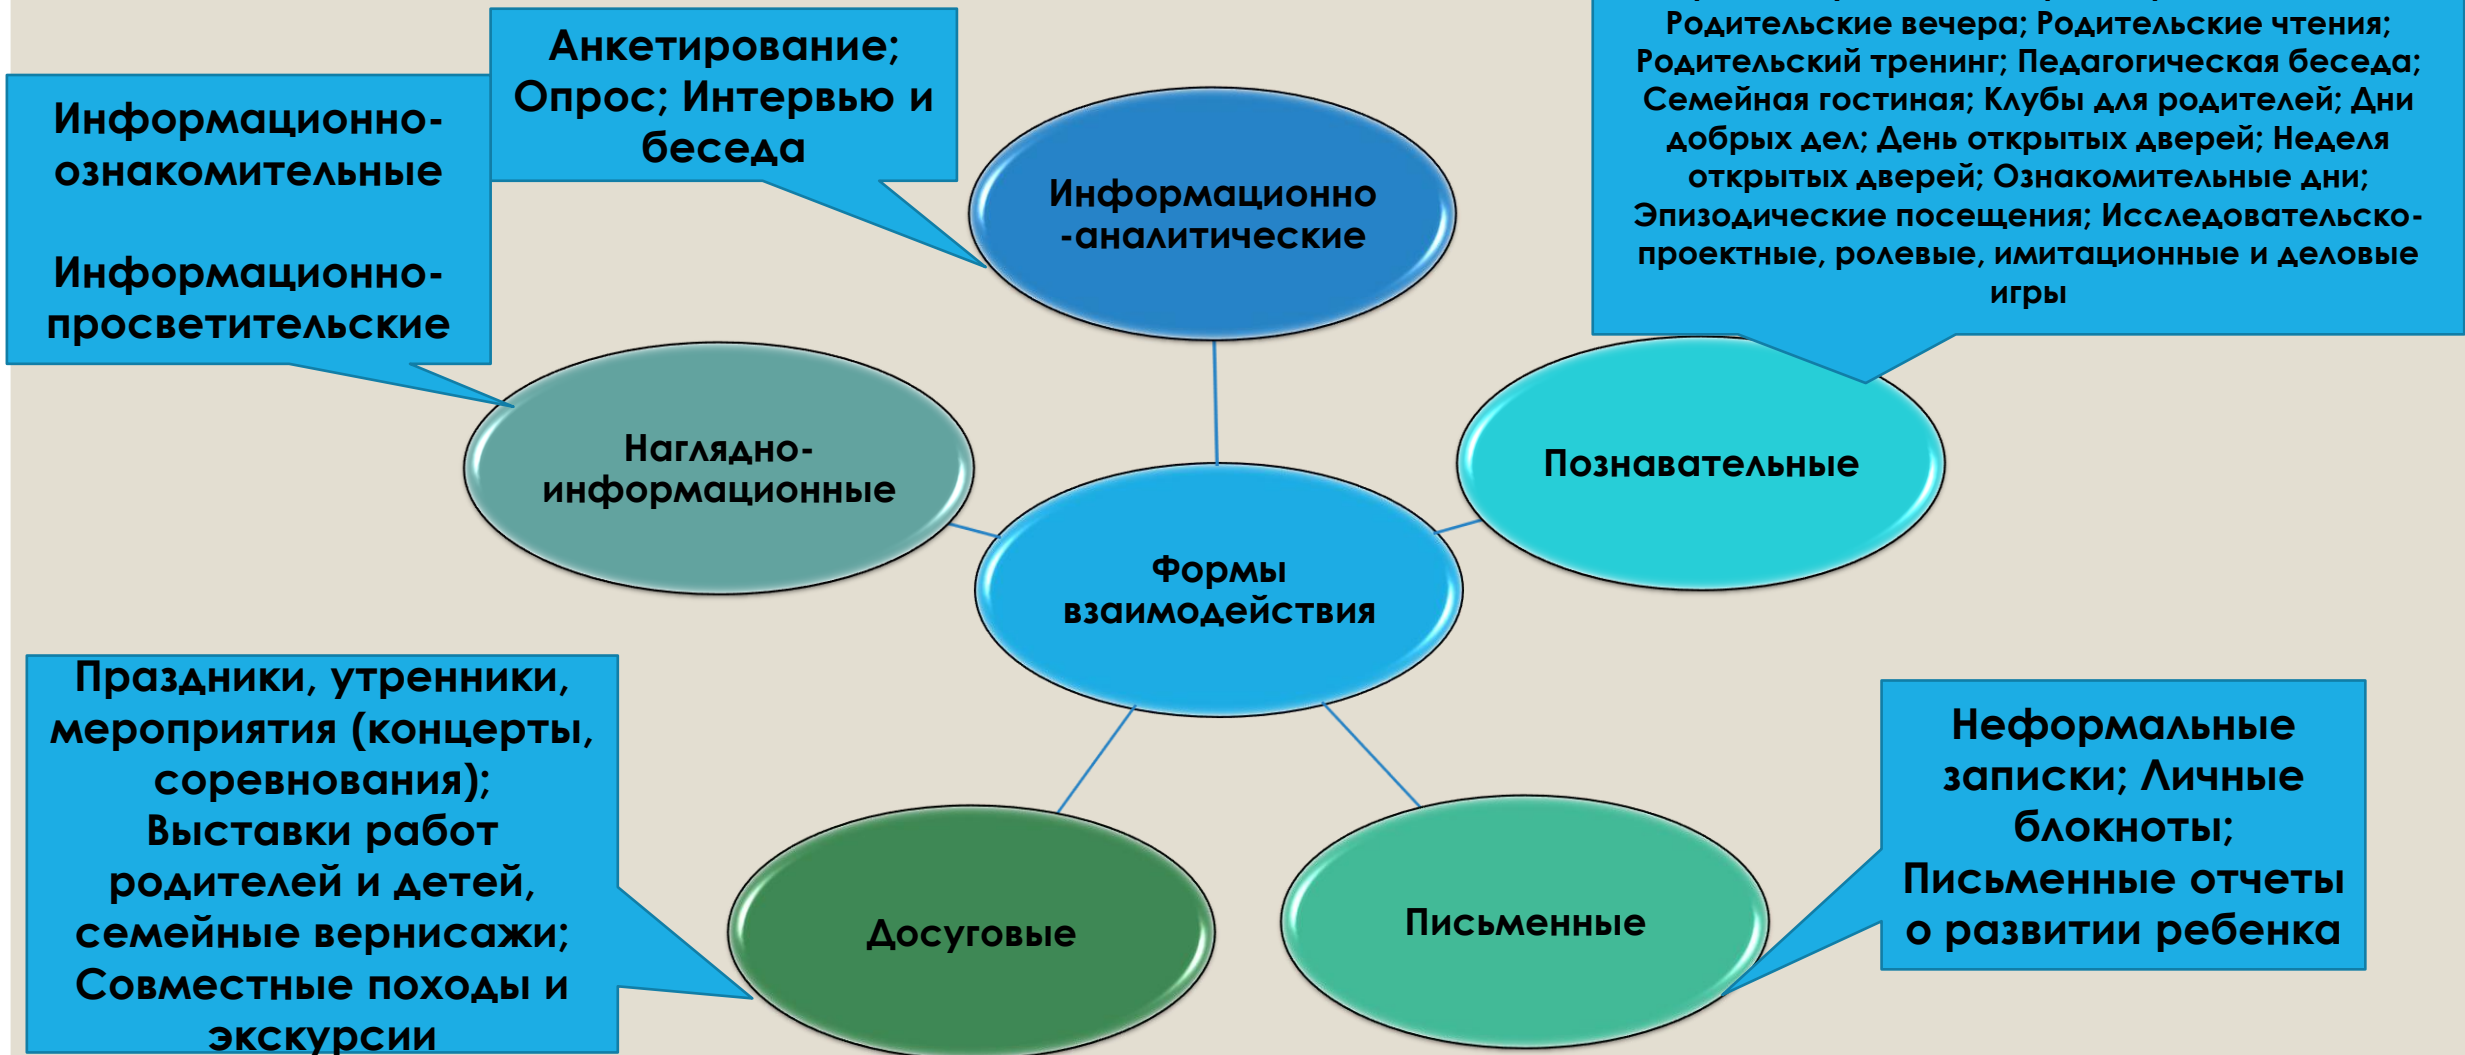 Анкетирование;
Опрос; Интервью и
беседа
Информационно-
ознакомительные
Информационно-
просветительские
Родительские вечера; Родительские чтения;
Родительский тренинг; Педагогическая беседа;
Семейная гостиная; Клубы для родителей; Дни
добрых дел; День открытых дверей; Неделя
открытых дверей; Ознакомительные дни;
Эпизодические посещения; Исследовательско-
проектные, ролевые, имитационные и деловые
игры
Информационно
-аналитические
Наглядно-
информационные
Познавательные
Формы
взаимодействия
Праздники, утренники,
мероприятия (концерты,
соревнования);
Выставки работ
родителей и детей,
семейные вернисажи;
Совместные походы и
экскурсии
Досуговые
Письменные
Неформальные
записки; Личные
блокноты;
Письменные отчеты
о развитии ребенка